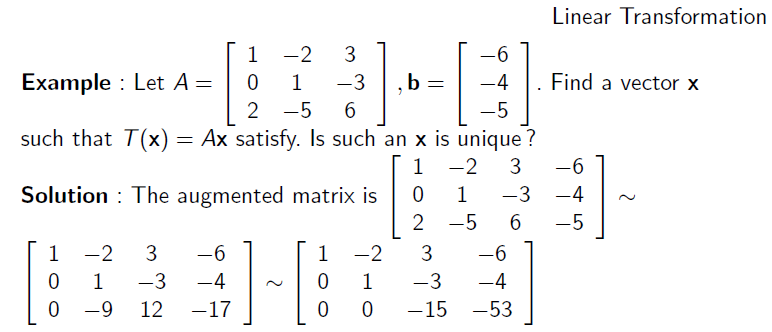 Linear Transformation
Example : Let A = [ 1 −2 3 ; 0 1 −3 ; 2 −5 6 ], b = [ −6 ; −4 ; −5 ]. Find a vector x
such that T(x) = Ax satisfy. Is such an x is unique ?
Solution : The augmented matrix is [ 1 −2 3 −6 ; 0 1 −3 −4 ; 2 −5 6 −5 ] ∼
[ 1 −2 3 −6 ; 0 1 −3 −4 ; 0 −9 12 −17 ] ∼ [ 1 −2 3 −6 ; 0 1 −3 −4 ; 0 0 −15 −53 ]